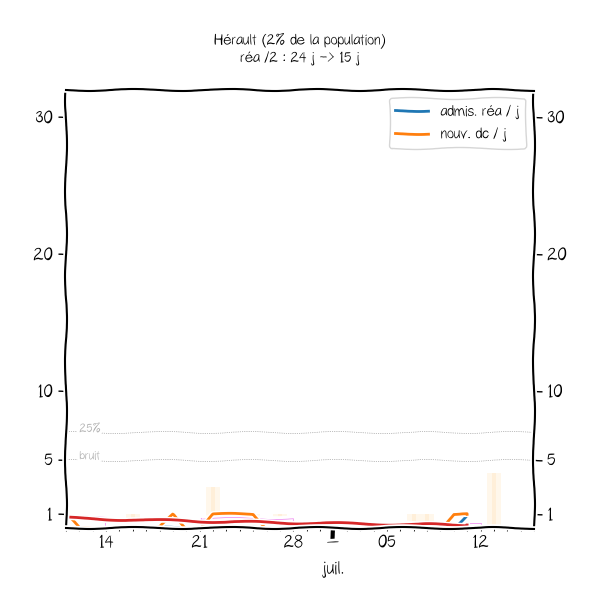 Hérault (2% de la population)
réa /2 : 24 j -> 15 j
admis. réa / j
nouv. dc / j
30
30
20
20
10
10
25%
5
bruit
5
1
1
14
21
28
1
05
12
juil.